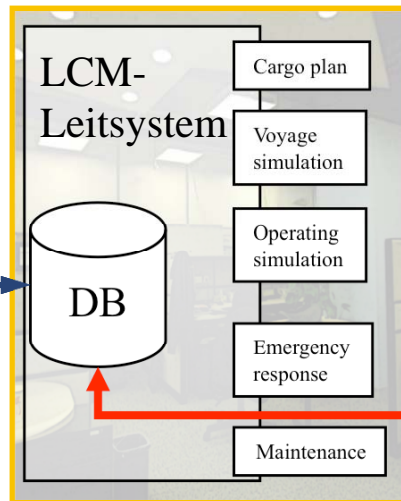 LCM-
Leitsystem
DB
Cargo plan
Voyage
simulation
Operating
simulation
Emergency
response
Maintenance